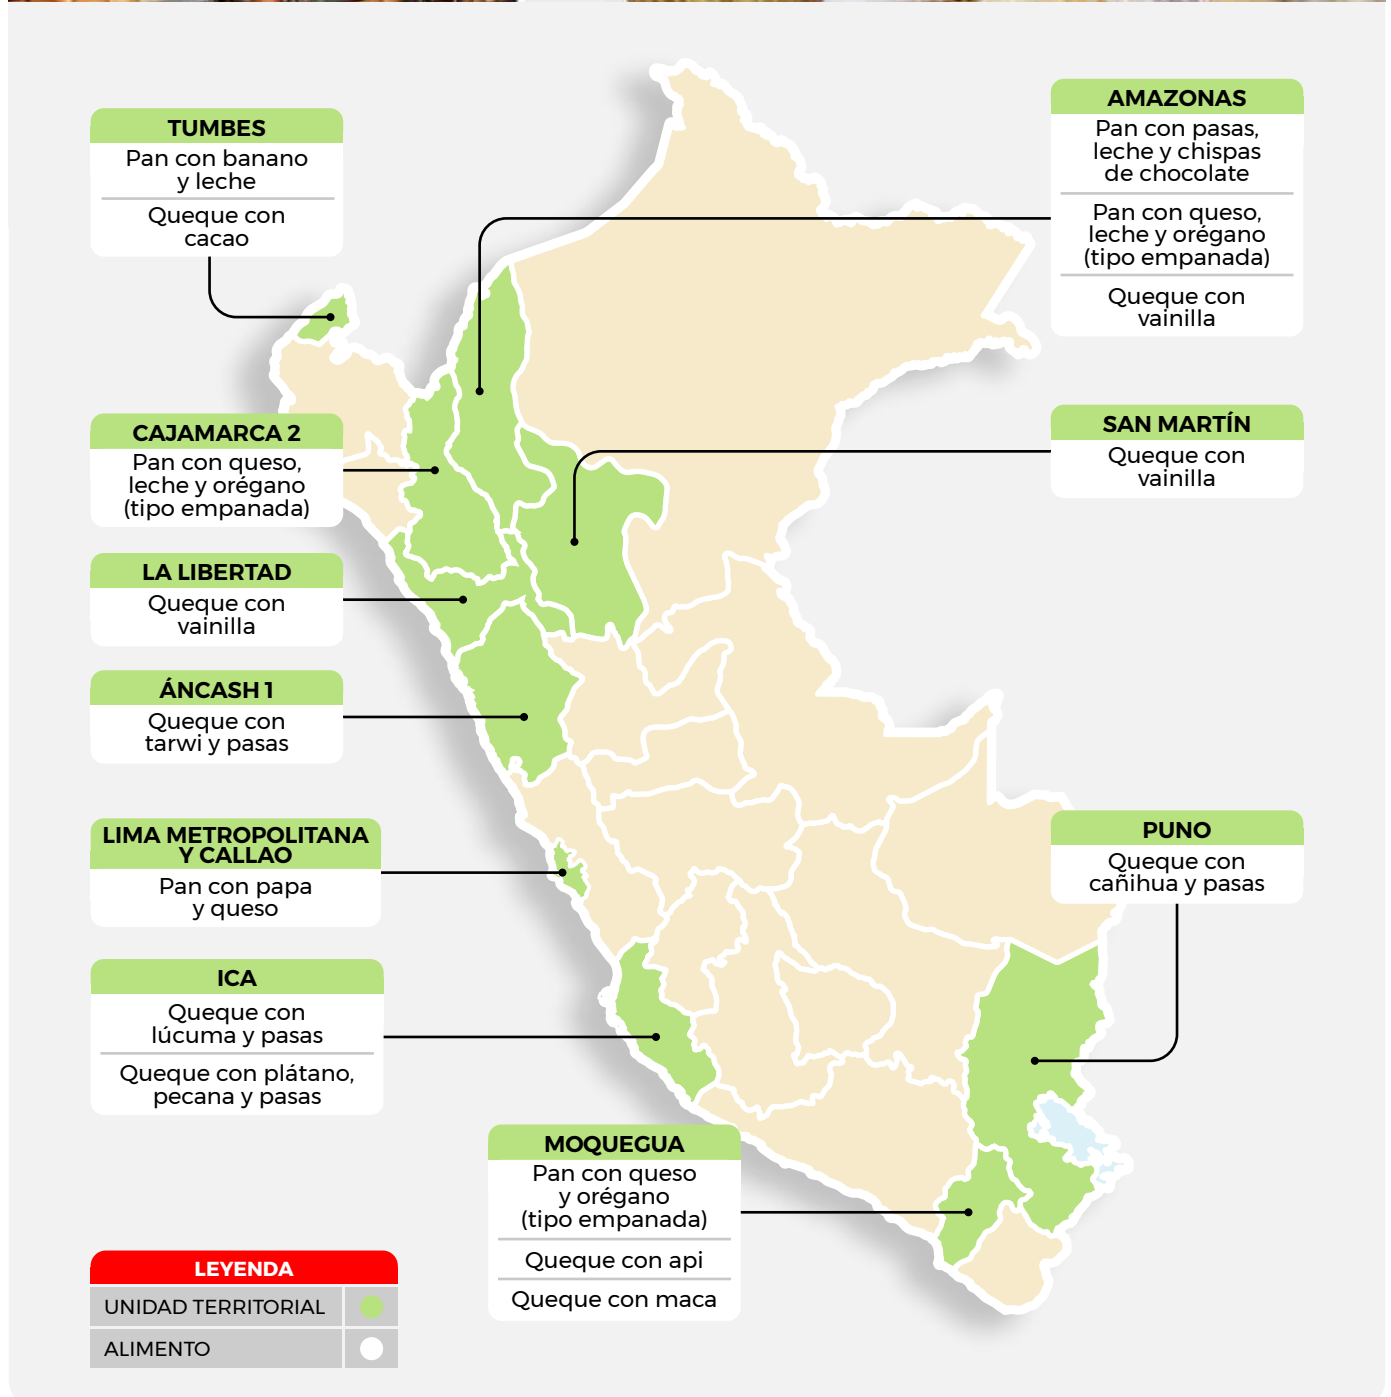 TUMBES
Pan con banano
y leche
Queque con
cacao
CAJAMARCA 2
Pan con queso,
leche y orégano
(tipo empanada)
LA LIBERTAD
Queque con
vainilla
ÁNCASH 1
Queque con
tarwi y pasas
LIMA METROPOLITANA
Y CALLAO
Pan con papa
y queso
ICA
Queque con
lúcuma y pasas
Queque con plátano,
pecana y pasas
MOQUEGUA
Pan con queso
y orégano
(tipo empanada)
Queque con api
Queque con maca
AMAZONAS
Pan con pasas,
leche y chispas
de chocolate
Pan con queso,
leche y orégano
(tipo empanada)
Queque con
vainilla
SAN MARTÍN
Queque con
vainilla
PUNO
Queque con
cañihua y pasas
LEYENDA
UNIDAD TERRITORIAL
ALIMENTO